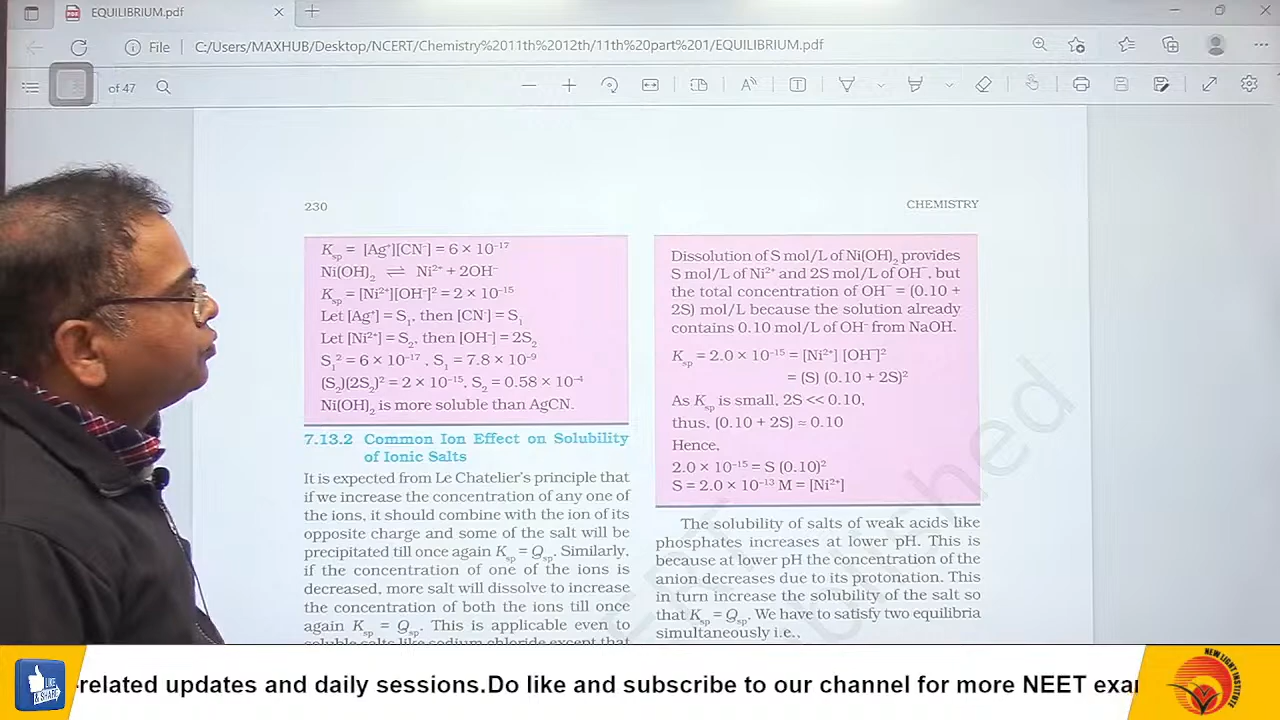 EQUILIBRIUM.pdf
File C:/Users/MAXHUB/Desktop/NCERT/Chemistry%2011th%2012th/11th%20part%201/EQUILIBRIUM.pdf
of 47
230
CHEMISTRY
Ksp = [Ag⁺][CN⁻] = 6 × 10⁻¹⁷
Ni(OH)₂ ⇌ Ni²⁺ + 2OH⁻
Ksp = [Ni²⁺][OH⁻]² = 2 × 10⁻¹⁵
Let [Ag⁺] = S₁, then [CN⁻] = S₁
Let [Ni²⁺] = S₂, then [OH⁻] = 2S₂
S₁² = 6 × 10⁻¹⁷ , S₁ = 7.8 × 10⁻⁹
(S₂)(2S₂)² = 2 × 10⁻¹⁵, S₂ = 0.58 × 10⁻⁴
Ni(OH)₂ is more soluble than AgCN.
7.13.2 Common Ion Effect on Solubility
of Ionic Salts
It is expected from Le Chatelier's principle that
if we increase the concentration of any one of
the ions, it should combine with the ion of its
opposite charge and some of the salt will be
precipitated till once again Ksp = Qsp. Similarly,
if the concentration of one of the ions is
decreased, more salt will dissolve to increase
the concentration of both the ions till once
again Ksp = Qsp. This is applicable even to
soluble salts like sodium chloride except that
Dissolution of S mol/L of Ni(OH)₂ provides
S mol/L of Ni²⁺ and 2S mol/L of OH⁻, but
the total concentration of OH⁻ = (0.10 +
2S) mol/L because the solution already
contains 0.10 mol/L of OH⁻ from NaOH.
Ksp = 2.0 × 10⁻¹⁵ = [Ni²⁺] [OH⁻]²
= (S) (0.10 + 2S)²
As Ksp is small, 2S << 0.10,
thus, (0.10 + 2S) ≈ 0.10
Hence,
2.0 × 10⁻¹⁵ = S (0.10)²
S = 2.0 × 10⁻¹³ M = [Ni²⁺]
The solubility of salts of weak acids like
phosphates increases at lower pH. This is
because at lower pH the concentration of the
anion decreases due to its protonation. This
in turn increase the solubility of the salt so
that Ksp = Qsp. We have to satisfy two equilibria
simultaneously i.e.,
LIKE
& SHARE
-related updates and daily sessions.Do like and subscribe to our channel for more NEET exa
NEW LIGHT INSTITUTE